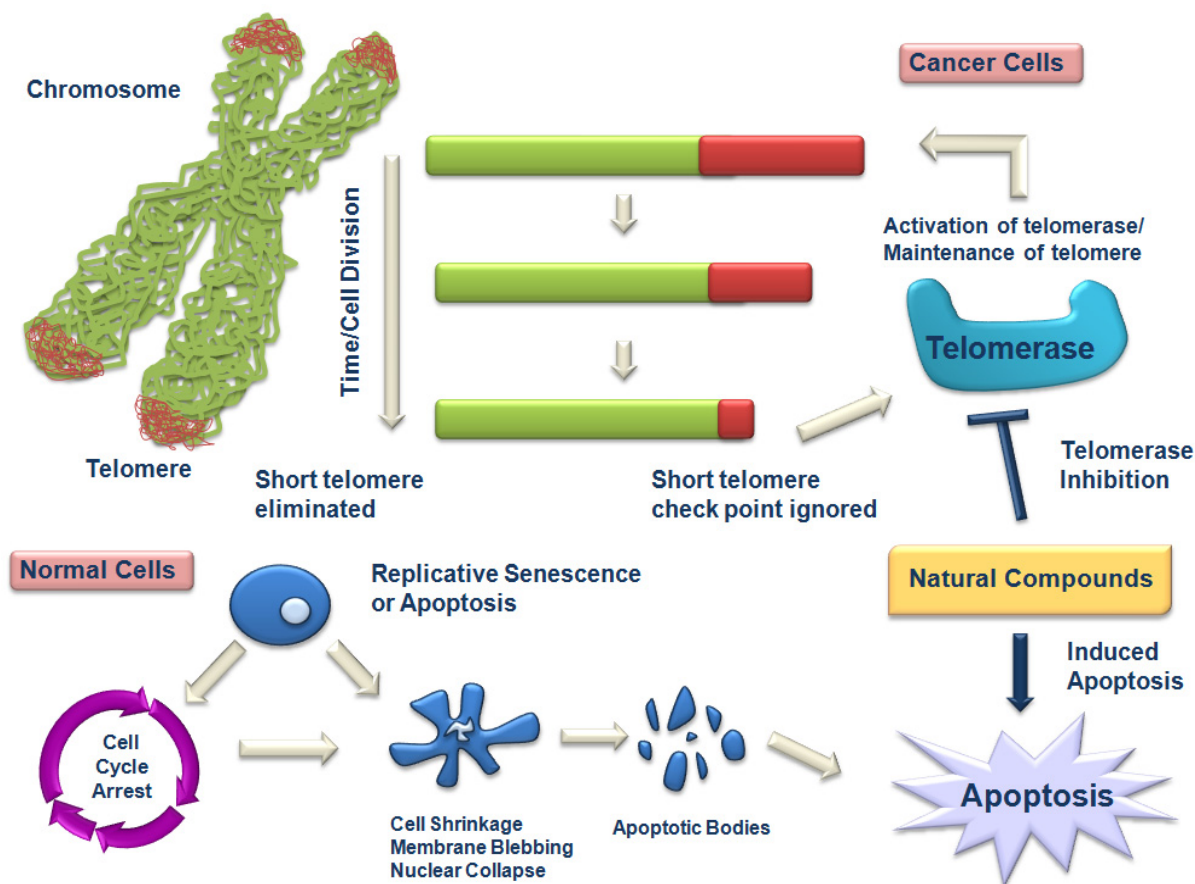 Chromosome
Cancer Cells
Time/Cell Division
Activation of telomerase/
Maintenance of telomere
Telomerase
Telomere
Short telomere
eliminated
Short telomere
check point ignored
Telomerase
Inhibition
Normal Cells
Replicative Senescence
or Apoptosis
Natural Compounds
Induced
Apoptosis
Cell
Cycle
Arrest
Cell Shrinkage
Membrane Blebbing
Nuclear Collapse
Apoptotic Bodies
Apoptosis